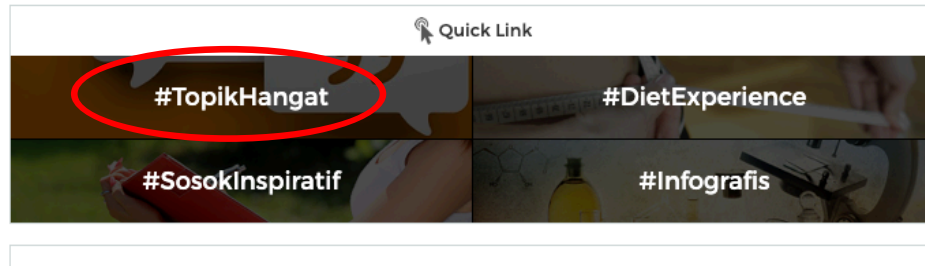 Quick Link
#TopikHangat
#DietExperience
#SosokInspiratif
#Infografis